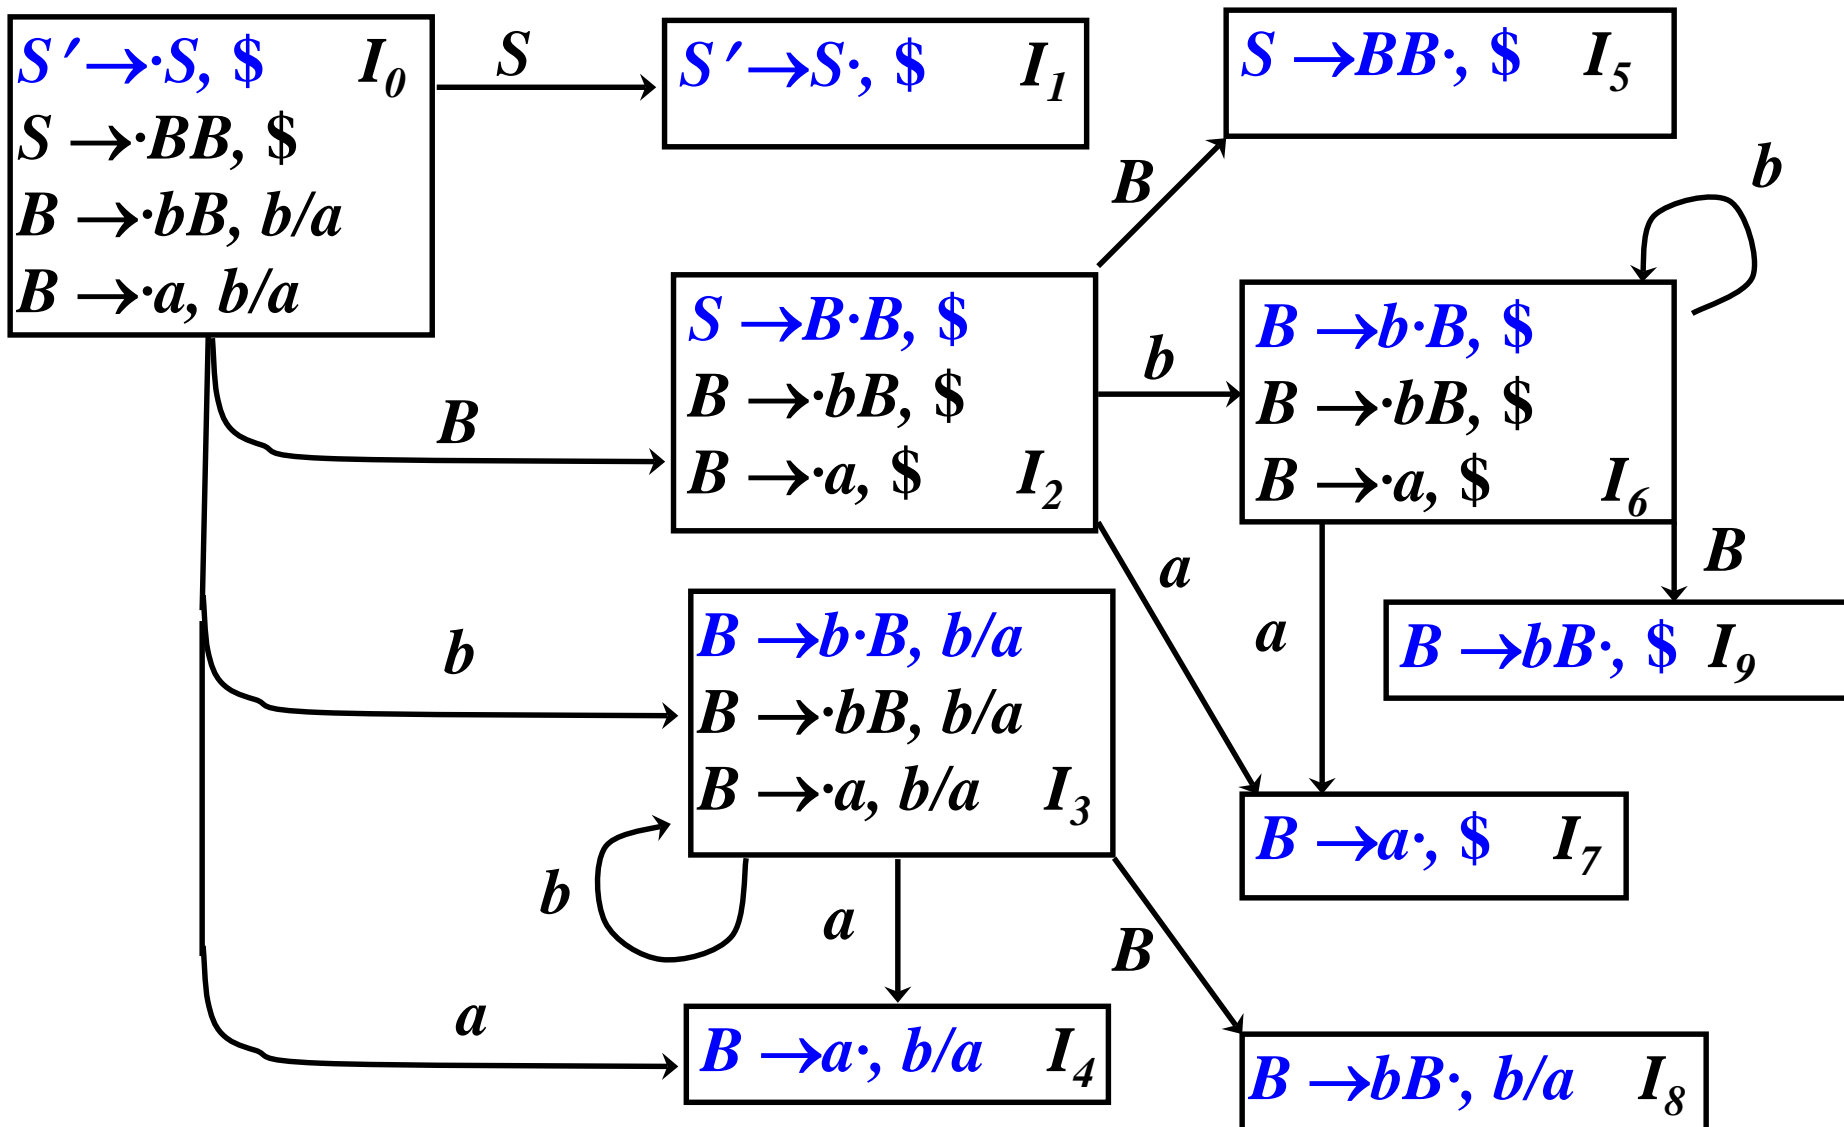 S′→·S, $ I₀
S →·BB, $
B →·bB, b/a
B →·a, b/a
S
S′→S·, $ I₁
S →BB·, $ I₅
B
b
S →B·B, $
B →·bB, $
B →·a, $ I₂
b
B →b·B, $
B →·bB, $
B →·a, $ I₆
B
a
a
B
B →bB·, $ I₉
b
B →b·B, b/a
B →·bB, b/a
B →·a, b/a I₃
B →a·, $ I₇
b
a
B
a
B →a·, b/a I₄
B →bB·, b/a I₈